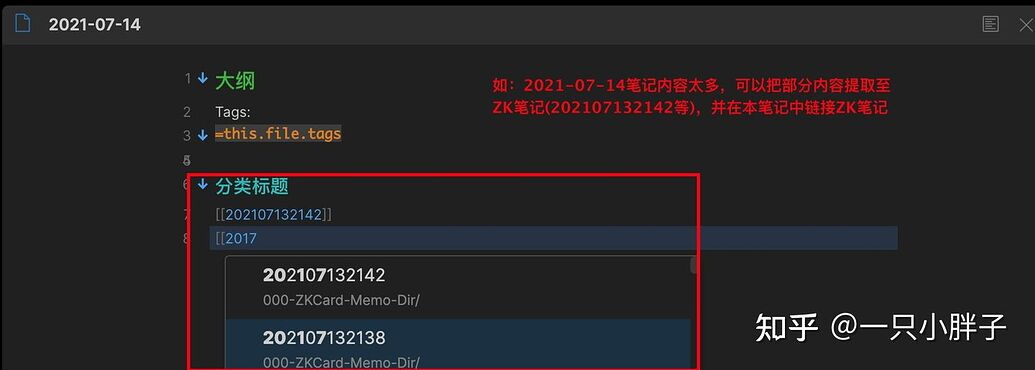 2021-07-14
1 大纲
如：2021-07-14笔记内容太多，可以把部分内容提取至
ZK笔记(202107132142等)，并在本笔记中链接ZK笔记
2 Tags:
3 =this.file.tags
5
6 分类标题
7 [[202107132142]]
8 [[2017
202107132142
000-ZKCard-Memo-Dir/
202107132138
000-ZKCard-Memo-Dir/
知乎 @一只小胖子